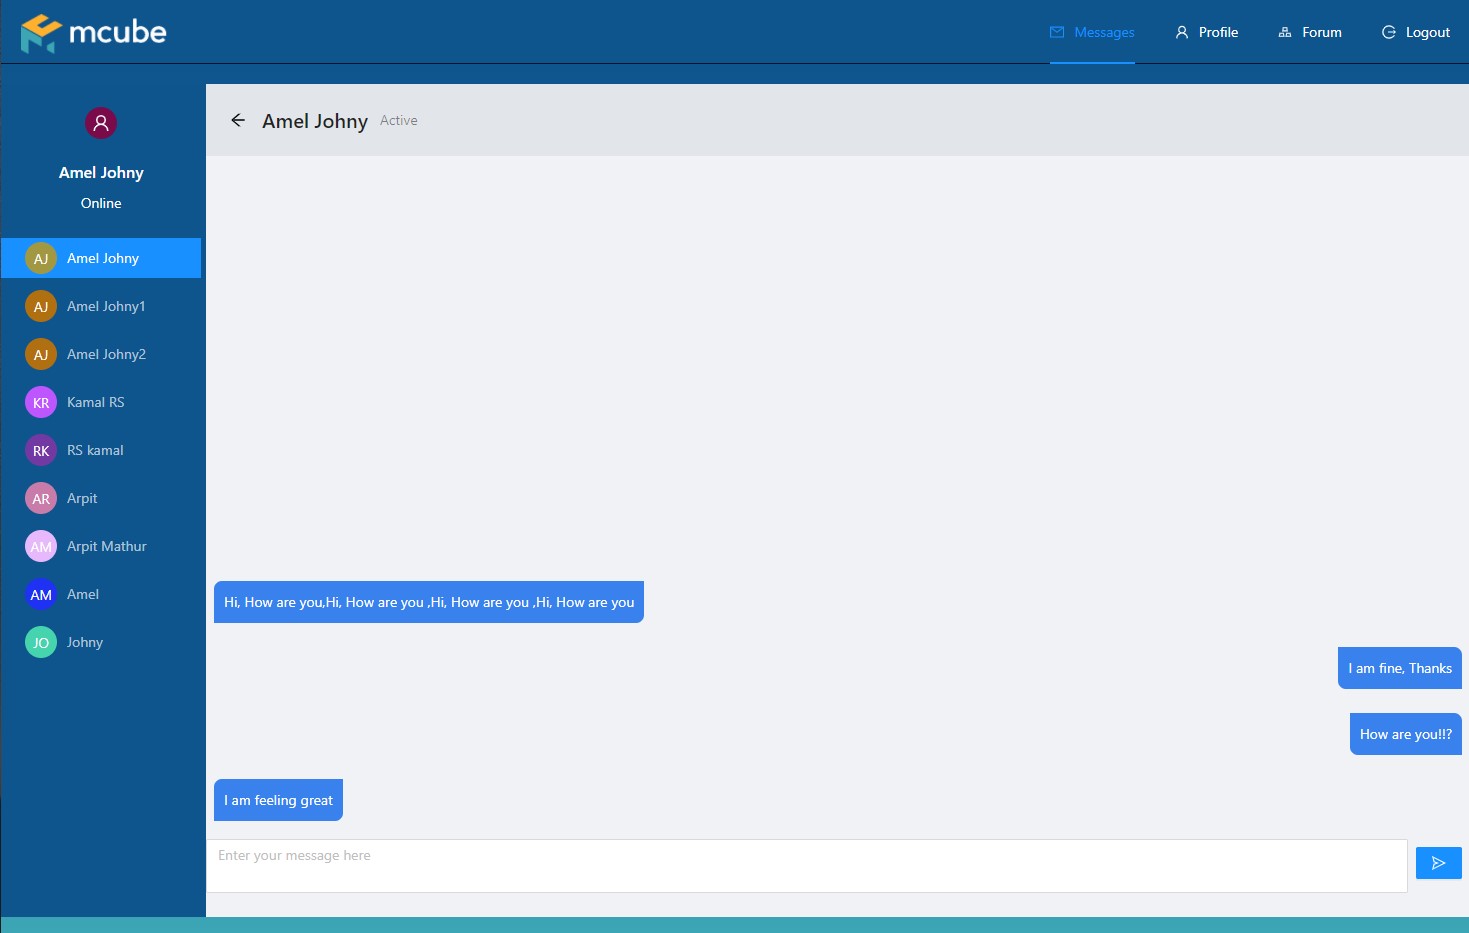 mcube
Messages
Profile
Forum
Logout
Amel Johny
Online
AJ Amel Johny
AJ Amel Johny1
AJ Amel Johny2
KR Kamal RS
RK RS kamal
AR Arpit
AM Arpit Mathur
AM Amel
JO Johny
Amel Johny Active
Hi, How are you,Hi, How are you ,Hi, How are you ,Hi, How are you
I am fine, Thanks
How are you!!?
I am feeling great
Enter your message here